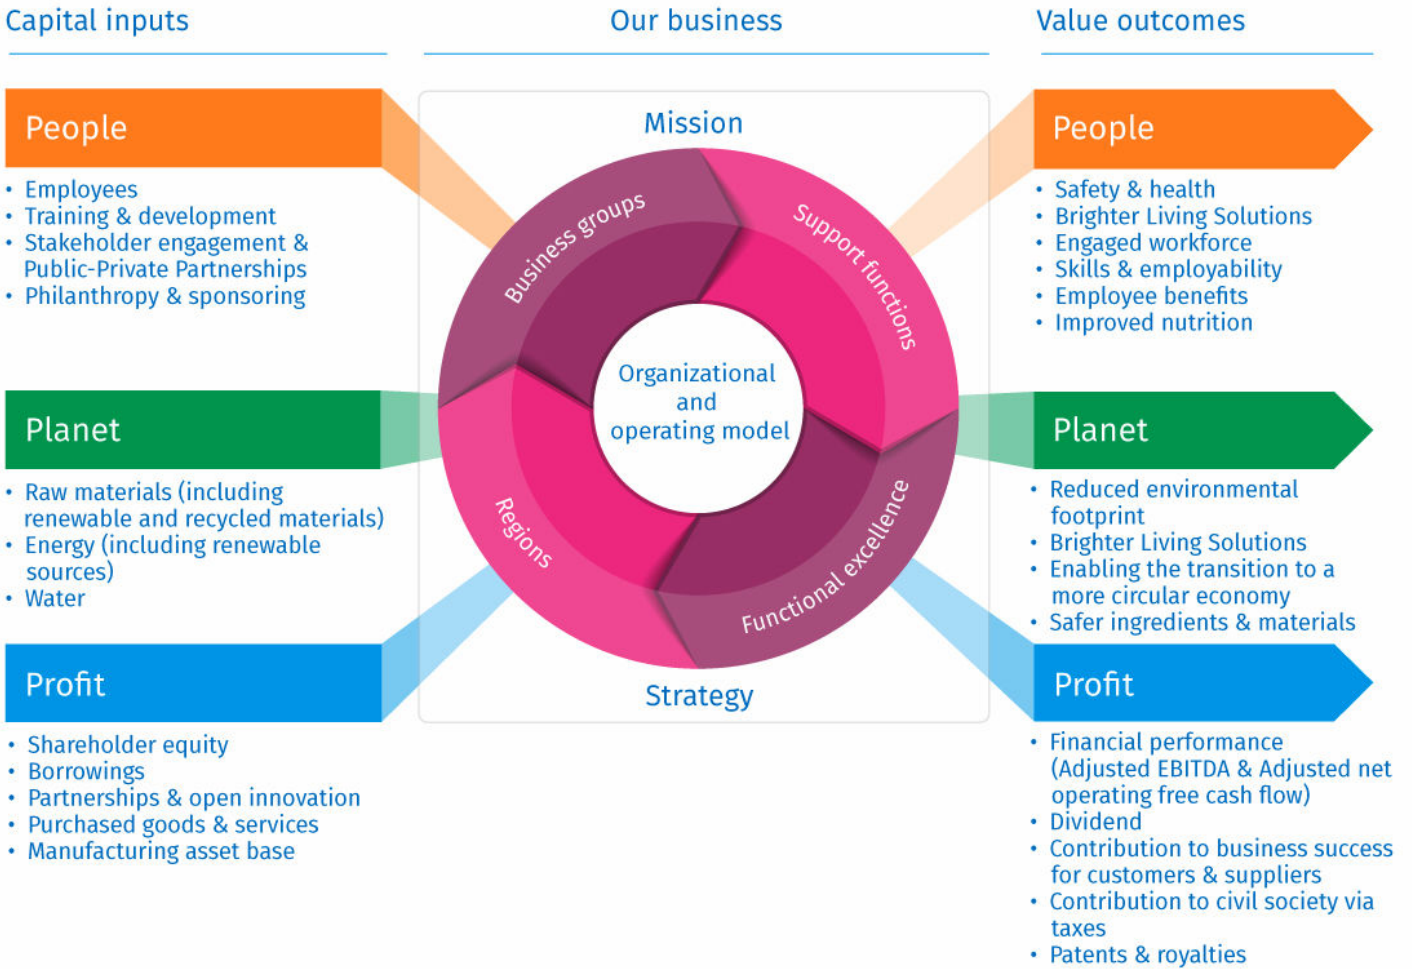 Capital inputs
Our business
Value outcomes
People
• Employees
• Training & development
• Stakeholder engagement &
Public-Private Partnerships
• Philanthropy & sponsoring
Planet
• Raw materials (including
renewable and recycled materials)
• Energy (including renewable
sources)
• Water
Profit
• Shareholder equity
• Borrowings
• Partnerships & open innovation
• Purchased goods & services
• Manufacturing asset base
Mission
Business groups
Support functions
Organizational
and
operating model
Regions
Functional excellence
Strategy
People
• Safety & health
• Brighter Living Solutions
• Engaged workforce
• Skills & employability
• Employee benefits
• Improved nutrition
Planet
• Reduced environmental
footprint
• Brighter Living Solutions
• Enabling the transition to a
more circular economy
• Safer ingredients & materials
Profit
• Financial performance
(Adjusted EBITDA & Adjusted net
operating free cash flow)
• Dividend
• Contribution to business success
for customers & suppliers
• Contribution to civil society via
taxes
• Patents & royalties